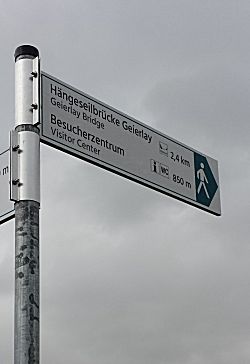 Hängeseilbrücke Geierlay 2,4 km
Geierlay Bridge
Besucherzentrum i WC 850 m
Visitor Center
m